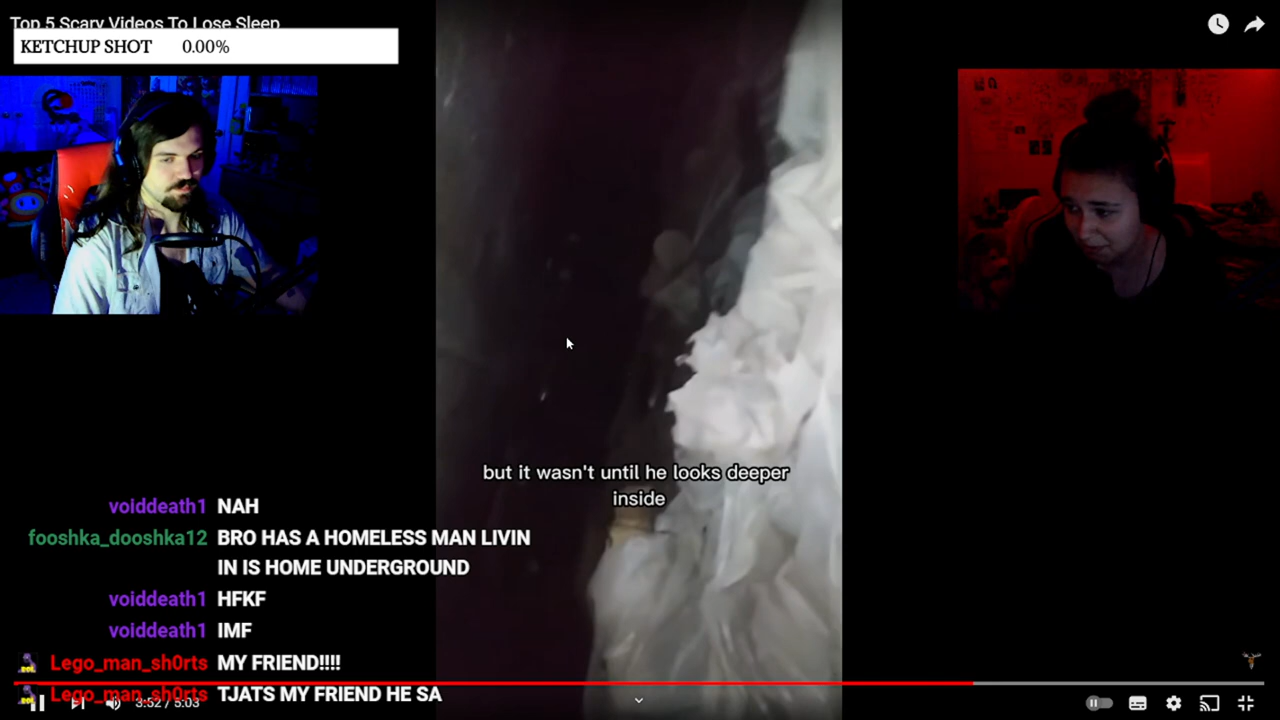 Top 5 Scary Videos To Lose Sleep
KETCHUP SHOT 0.00%
but it wasn't until he looks deeper
inside
voiddeath1 NAH
fooshka_dooshka12 BRO HAS A HOMELESS MAN LIVIN
IN IS HOME UNDERGROUND
voiddeath1 HFKF
voiddeath1 IMF
Lego_man_sh0rts MY FRIEND!!!!
Lego_man_sh0rts TJATS MY FRIEND HE SA
3:52 / 5:03